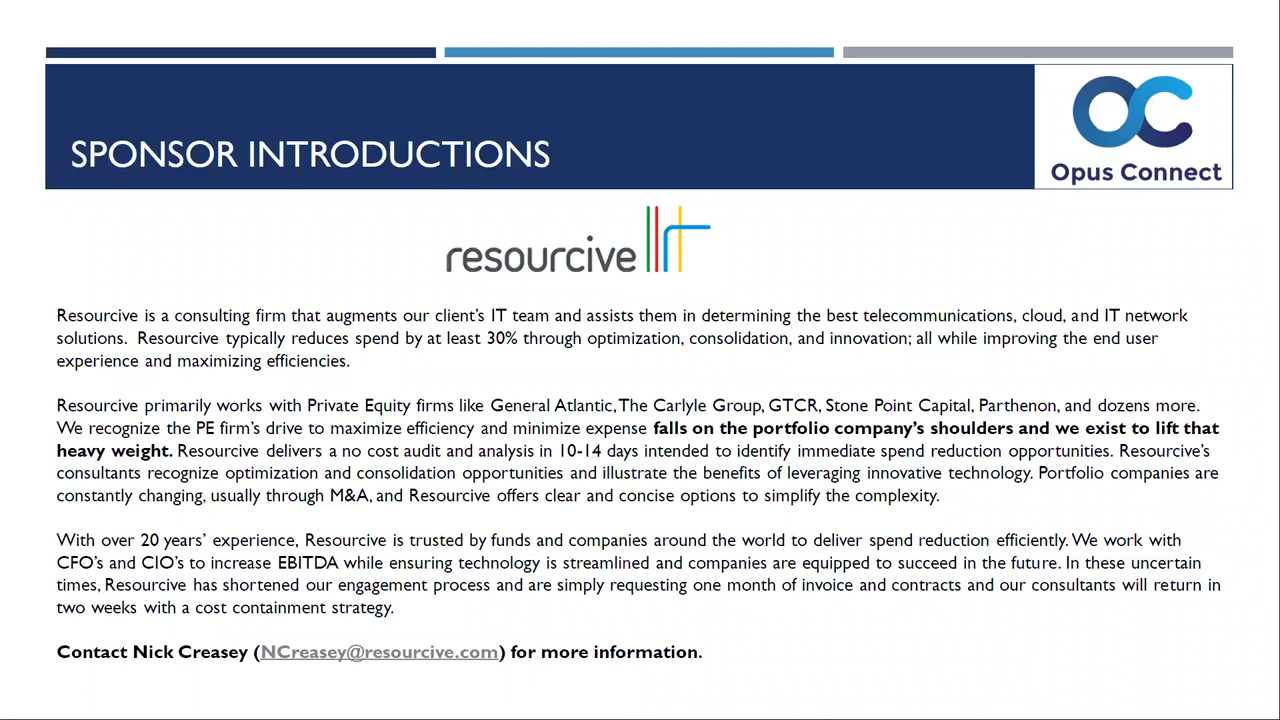 SPONSOR INTRODUCTIONS
OC
Opus Connect
resourcive
Resourcive is a consulting firm that augments our client's IT team and assists them in determining the best telecommunications, cloud, and IT network
solutions. Resourcive typically reduces spend by at least 30% through optimization, consolidation, and innovation; all while improving the end user
experience and maximizing efficiencies.
Resourcive primarily works with Private Equity firms like General Atlantic, The Carlyle Group, GTCR, Stone Point Capital, Parthenon, and dozens more.
We recognize the PE firm's drive to maximize efficiency and minimize expense falls on the portfolio company's shoulders and we exist to lift that
heavy weight. Resourcive delivers a no cost audit and analysis in 10-14 days intended to identify immediate spend reduction opportunities. Resourcive's
consultants recognize optimization and consolidation opportunities and illustrate the benefits of leveraging innovative technology. Portfolio companies are
constantly changing, usually through M&A, and Resourcive offers clear and concise options to simplify the complexity.
With over 20 years' experience, Resourcive is trusted by funds and companies around the world to deliver spend reduction efficiently. We work with
CFO's and CIO's to increase EBITDA while ensuring technology is streamlined and companies are equipped to succeed in the future. In these uncertain
times, Resourcive has shortened our engagement process and are simply requesting one month of invoice and contracts and our consultants will return in
two weeks with a cost containment strategy.
Contact Nick Creasey (NCreasey@resourcive.com) for more information.